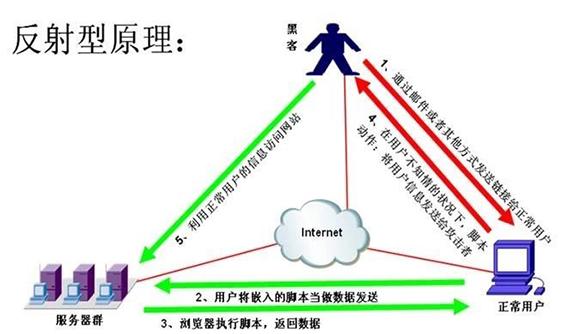 反射型原理：
黑
客
1、通过邮件或者其他方式发送链接给正常用户
4、在用户不知情的状况下，脚本
动作：将用户信息发送给攻击者
5、利用正常用户的信息访问网站
Internet
2、用户将嵌入的脚本当做数据发送
3、浏览器执行脚本，返回数据
服务器群
正常用户